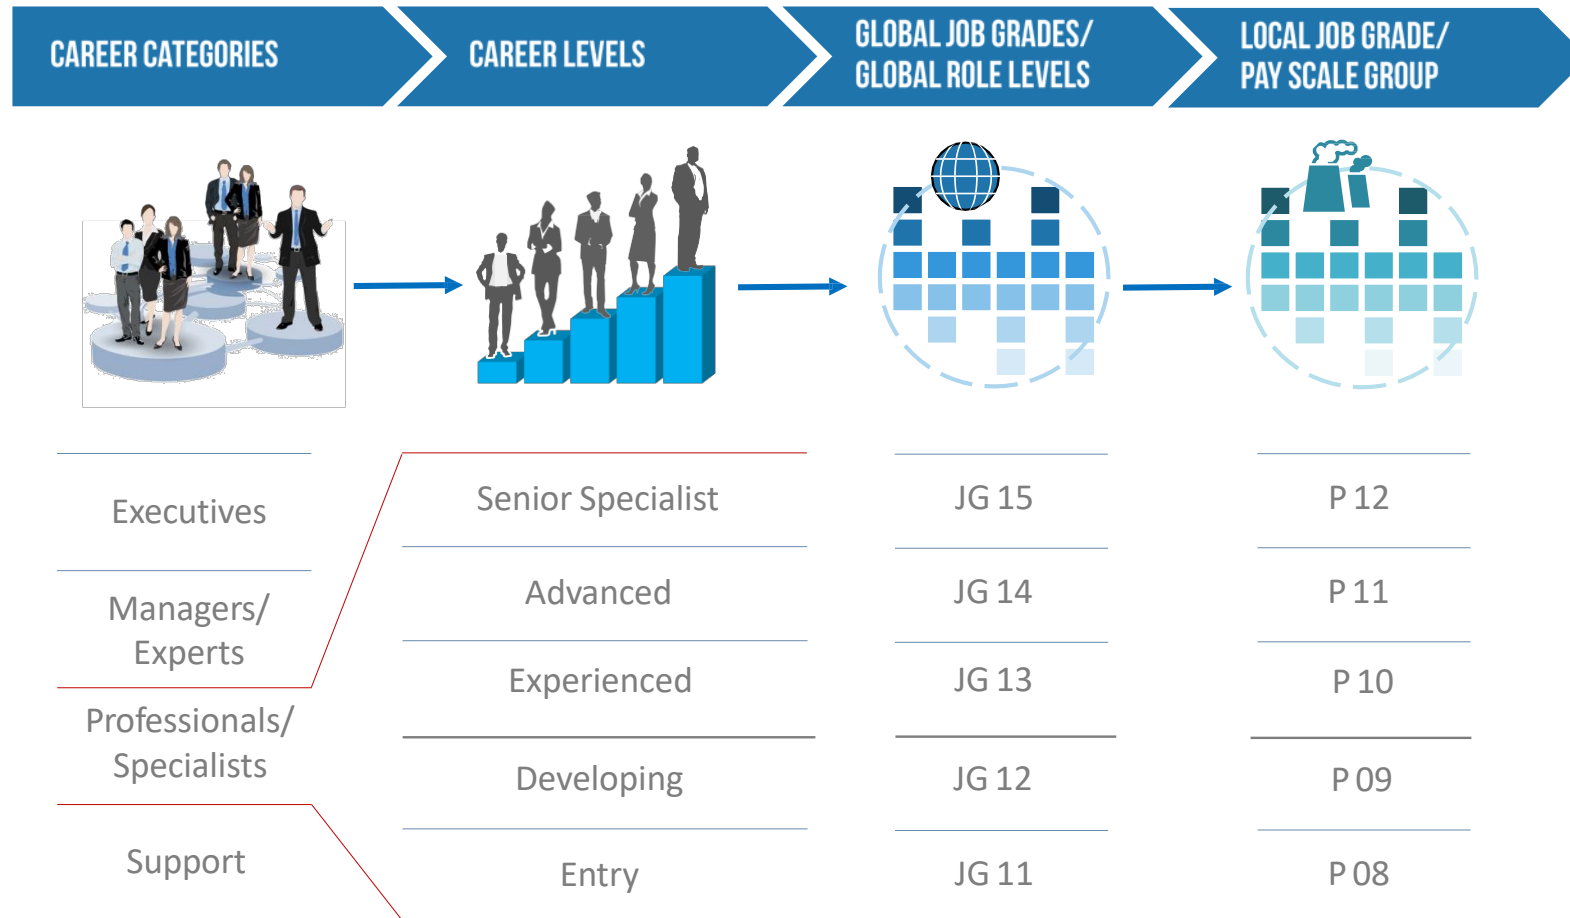 CAREER CATEGORIES
CAREER LEVELS
GLOBAL JOB GRADES/
GLOBAL ROLE LEVELS
LOCAL JOB GRADE/
PAY SCALE GROUP
Executives
Managers/
Experts
Professionals/
Specialists
Support
Senior Specialist
Advanced
Experienced
Developing
Entry
JG 15
JG 14
JG 13
JG 12
JG 11
P 12
P 11
P 10
P 09
P 08